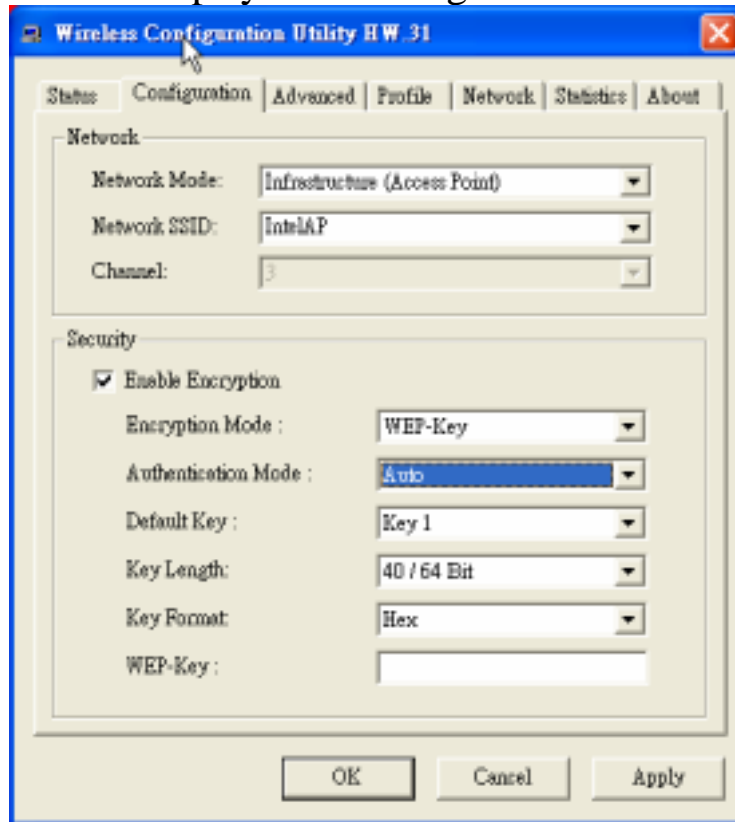 Wireless Configuration Utility HW.31
Status Configuration Advanced Profile Network Statistics About
Network
Network Mode: Infrastructure (Access Point)
Network SSID: IntelAP
Channel: 3
Security
Enable Encryption
Encryption Mode : WEP-Key
Authentication Mode : Auto
Default Key : Key 1
Key Length: 40 / 64 Bit
Key Format: Hex
WEP-Key :
OK Cancel Apply